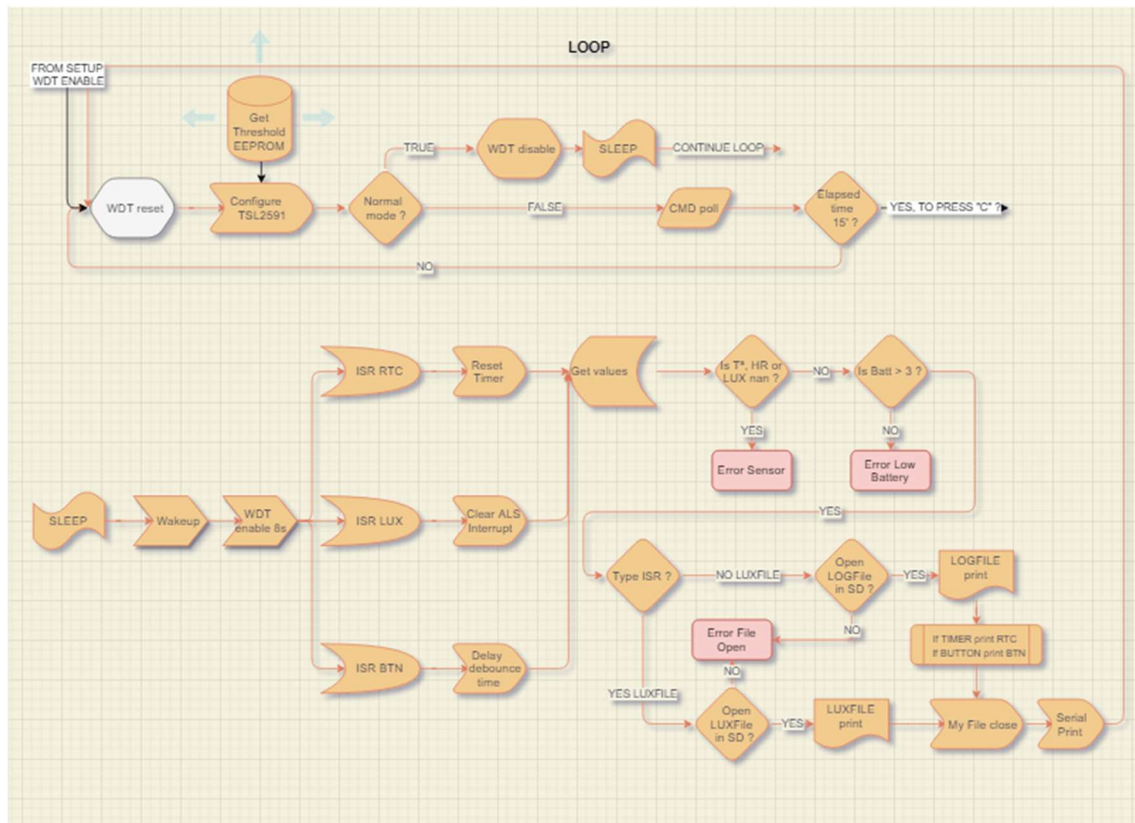 LOOP
FROM SETUP
WDT ENABLE
Get
Threshold
EEPROM
TRUE
WDT disable
SLEEP
CONTINUE LOOP
WDT reset
Configure
TSL2591
Normal
mode ?
FALSE
CMD poll
Elapsed
time
15' ?
YES, TO PRESS "C" ?
NO
ISR RTC
Reset
Timer
Get values
Is Tª, HR or
LUX nan ?
NO
Is Batt > 3 ?
YES
NO
Error Sensor
Error Low
Battery
SLEEP
Wakeup
WDT
enable 8s
ISR LUX
Clear ALS
Interrupt
YES
Type ISR ?
NO LUXFILE
Open
LOGFile
in SD ?
YES
LOGFILE
print
NO
Error File
Open
If TIMER print RTC
If BUTTON print BTN
ISR BTN
Delay
debounce
time
NO
YES LUXFILE
Open
LUXFile
in SD ?
YES
LUXFILE
print
My File close
Serial
Print